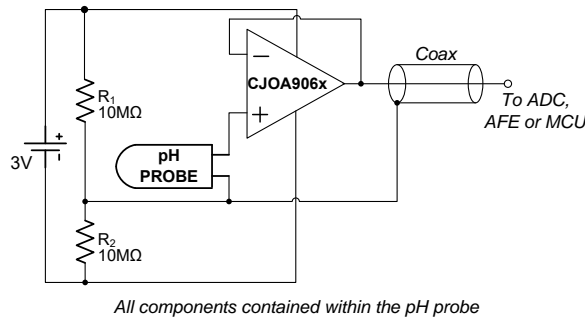 Coax
CJOA906x
To ADC,
AFE or MCU
R1
10MΩ
+
-
−
+
3V
pH
PROBE
R2
10MΩ
All components contained within the pH probe